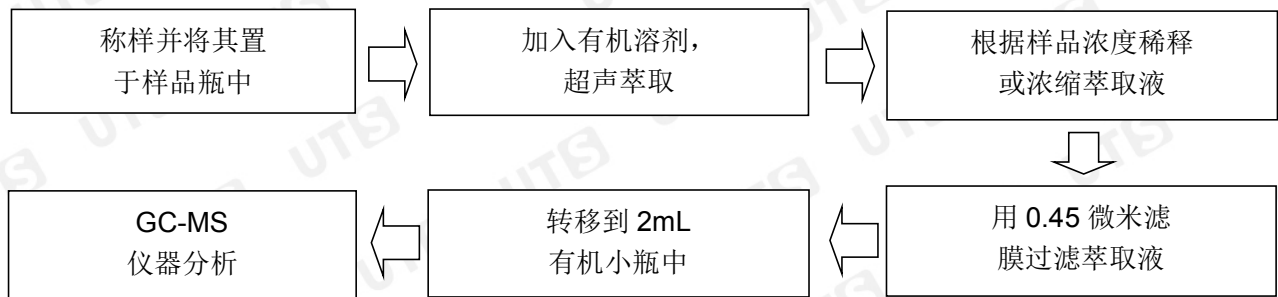 称样并将其置
于样品瓶中
加入有机溶剂，
超声萃取
根据样品浓度稀释
或浓缩萃取液
用 0.45 微米滤
膜过滤萃取液
转移到 2mL
有机小瓶中
GC-MS
仪器分析
UTS